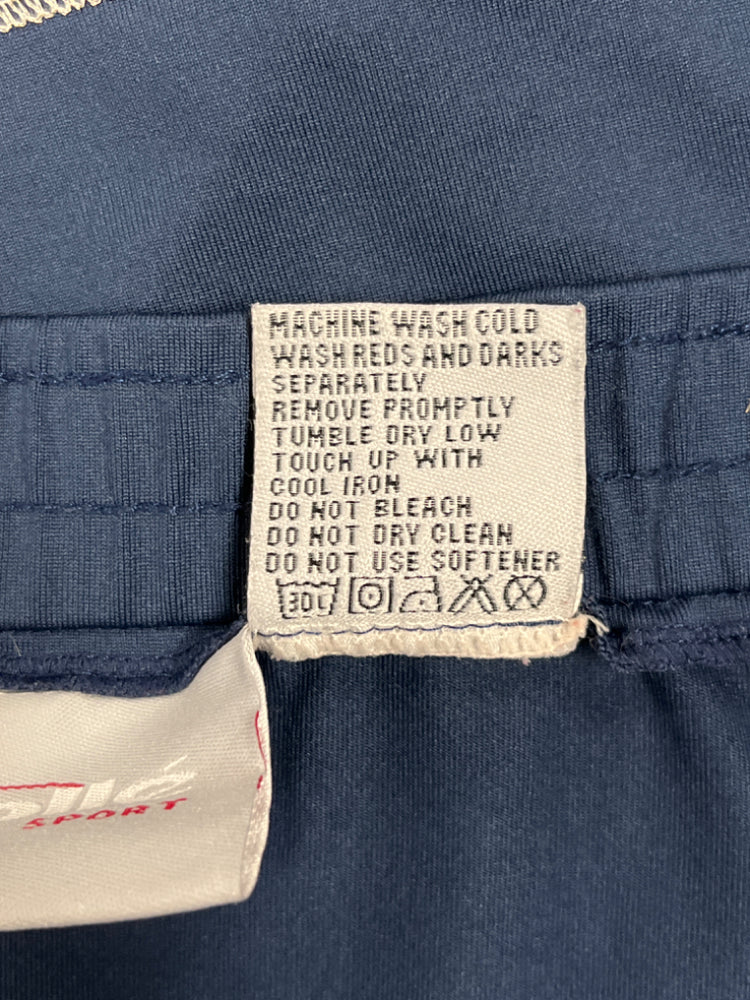 MACHINE WASH COLD
WASH REDS AND DARKS
SEPARATELY
REMOVE PROMPTLY
TUMBLE DRY LOW
TOUCH UP WITH
COOL IRON
DO NOT BLEACH
DO NOT DRY CLEAN
DO NOT USE SOFTENER
30C
SPORT